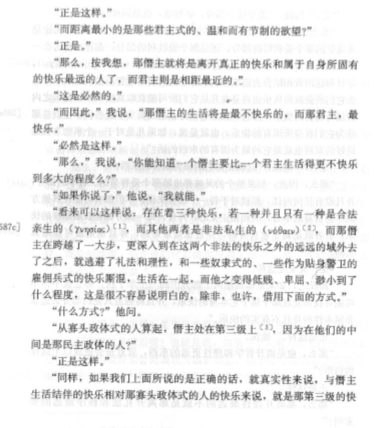 “正是这样。”
“而距离最小的是那些君主式的、温和而有节制的欲望？”
“正是。”
“那么，按我想，那僭主就将是离开真正的快乐和属于自身所固有
的快乐最远的人了，而君主则是相距最近的。”
“这是必然的。”
“而因此，”我说，“那僭主的生活将是最不快乐的，而那君主，最
快乐。”
“必然是这样。”
“那么，”我说，“你能知道一个僭主要比一个君主生活得更不快乐
到多大的程度么？”
“如果你说了，”他说，“我就能。”
“看来可以这样说：存在着三种快乐，若一种并且只有一种是合法
587c] 亲生的（γνησίας）[1]，而其他两者是非法私生的（νόθαιν）[2]，而那僭
主在跨越了一大步，更深入到在这两个非法的快乐之外的远远的域外去
了之后，就逃避了礼法和理性，和一些奴隶式的、一些作为贴身警卫的
雇佣兵式的快乐厮混，生活在一起，而他之变得低贱、卑屈、渺小到了
什么程度，这是很不容易说明白的，除非，也许，借用下面的方式。”
“什么方式？”他问。
“从寡头政体式的人算起，僭主处在第三级上[3]，因为在他们的中
间是那民主政体的人？”
“正是这样。”
“同样，如果我们上面所说的是正确的话，就真实性来说，与僭主
生活结伴的快乐相对那寡头政体式的人的快乐来说，就是那第三级的快